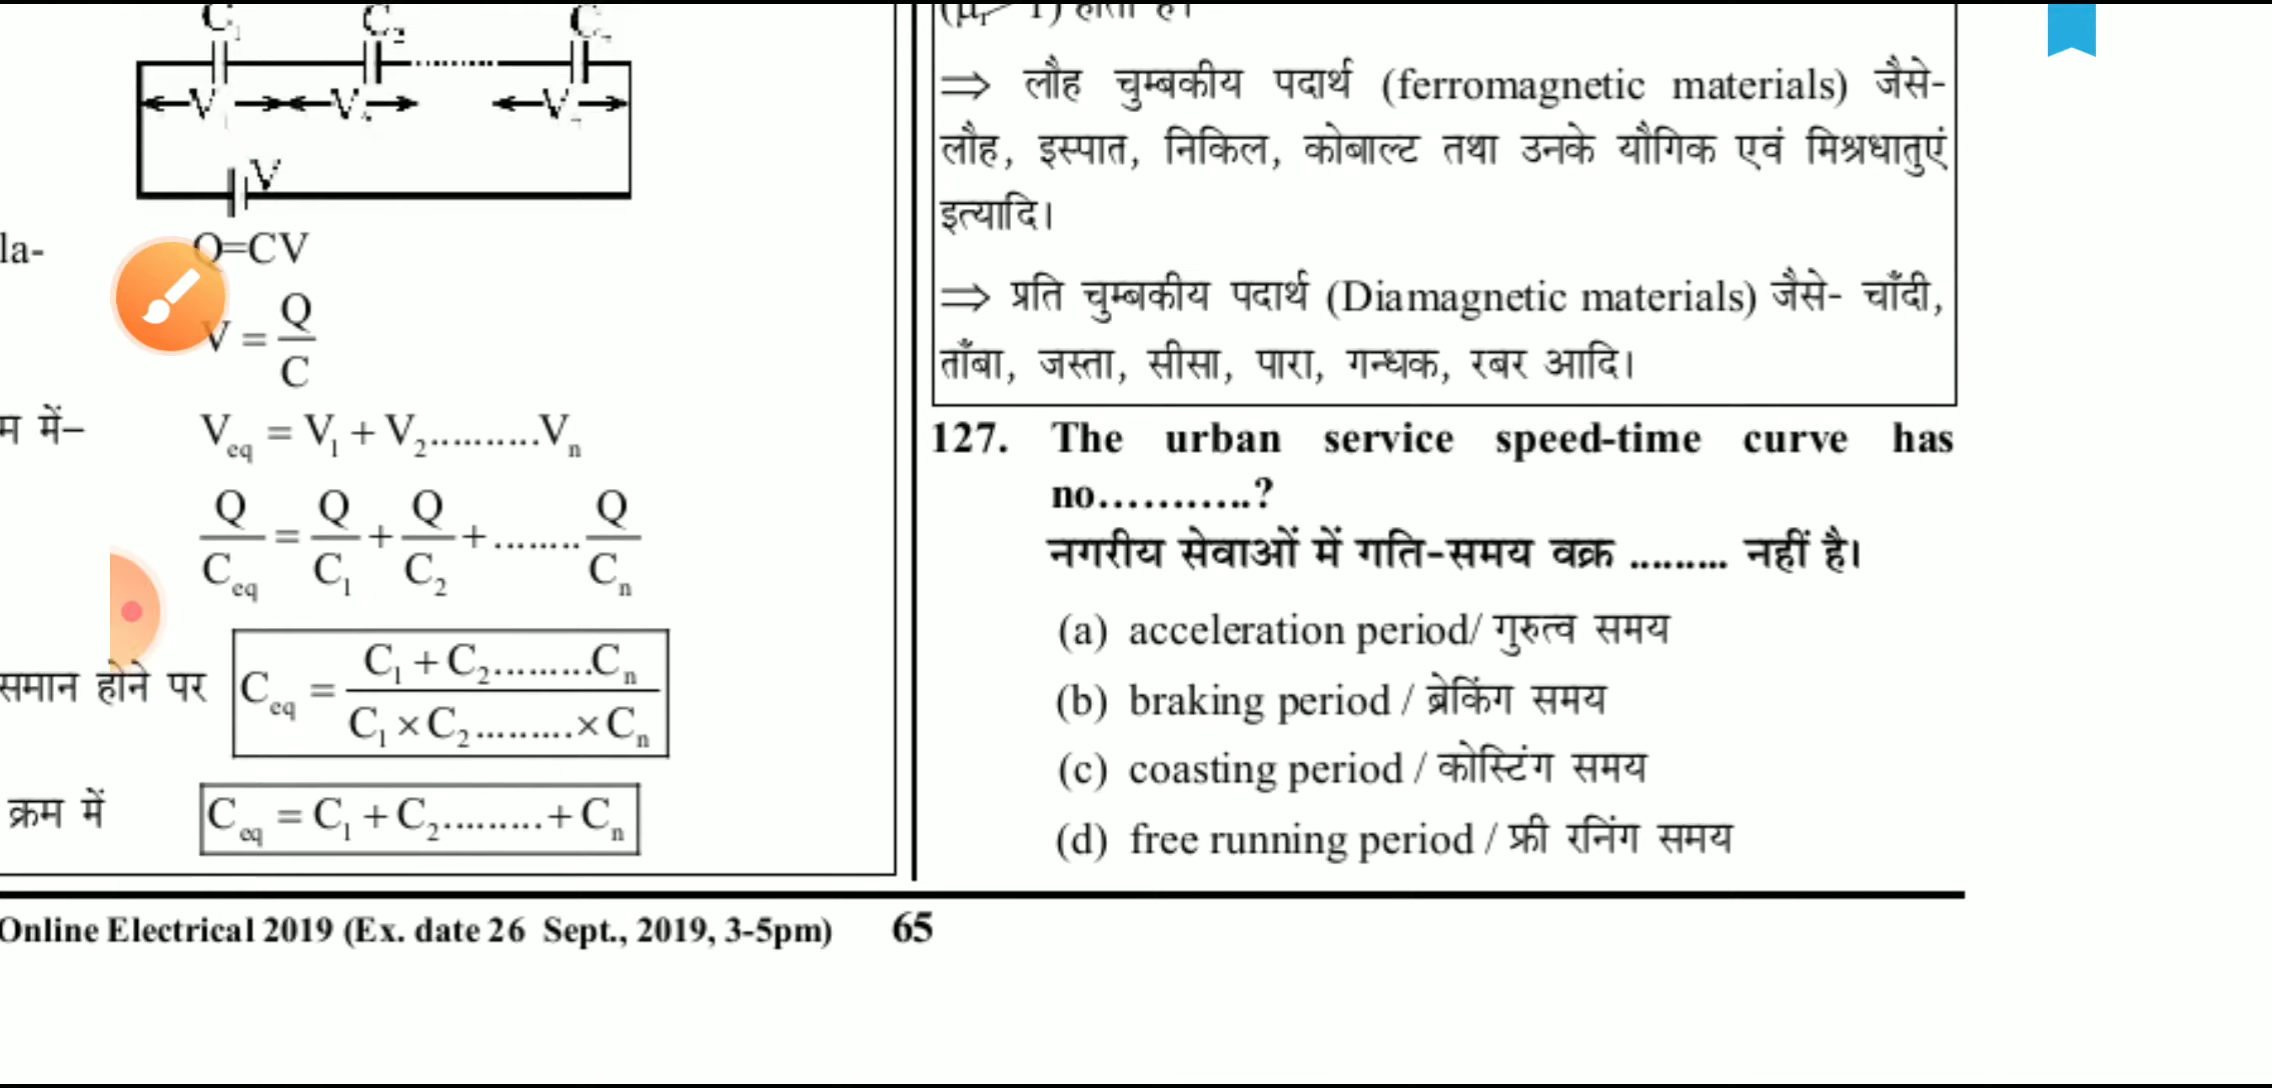 C1 C2 C
V1 V V
V
la-
Q=CV
V = Q/C
म में–
Veq = V1 + V2..........Vn
Q/Ceq = Q/C1 + Q/C2 + ........ Q/Cn
समान होने पर Ceq = C1 + C2.........Cn / C1 × C2.........× Cn
क्रम में Ceq = C1 + C2.........+ Cn
(μr> 1) होता है।
⇒ लौह चुम्बकीय पदार्थ (ferromagnetic materials) जैसे-
लौह, इस्पात, निकिल, कोबाल्ट तथा उनके यौगिक एवं मिश्रधातुएं
इत्यादि।
⇒ प्रति चुम्बकीय पदार्थ (Diamagnetic materials) जैसे- चाँदी,
ताँबा, जस्ता, सीसा, पारा, गन्धक, रबर आदि।
127. The urban service speed-time curve has
no...........?
नगरीय सेवाओं में गति-समय वक्र ......... नहीं है।
(a) acceleration period/ गुरुत्व समय
(b) braking period / ब्रेकिंग समय
(c) coasting period / कोस्टिंग समय
(d) free running period / फ्री रनिंग समय
Online Electrical 2019 (Ex. date 26 Sept., 2019, 3-5pm) 65